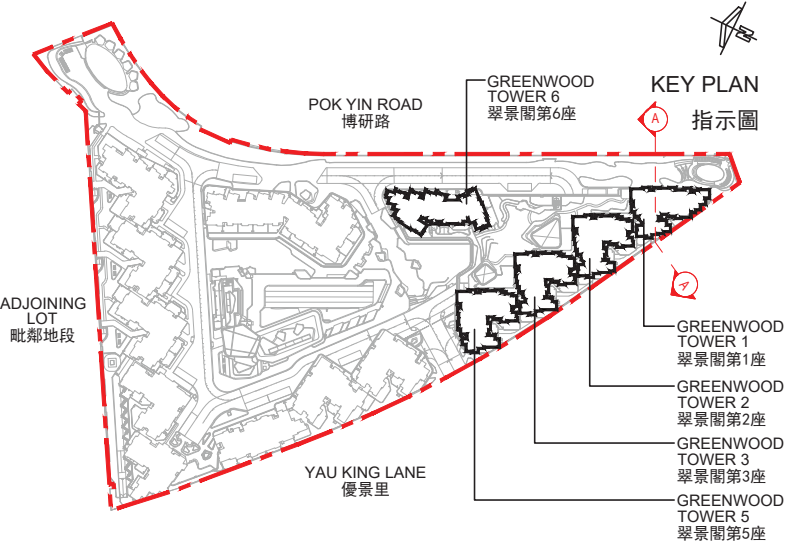 GREENWOOD
TOWER 6
翠景閣第6座
KEY PLAN
指示圖
POK YIN ROAD
博研路
A
A
ADJOINING
LOT
毗鄰地段
GREENWOOD
TOWER 1
翠景閣第1座
GREENWOOD
TOWER 2
翠景閣第2座
GREENWOOD
TOWER 3
翠景閣第3座
GREENWOOD
TOWER 5
翠景閣第5座
YAU KING LANE
優景里